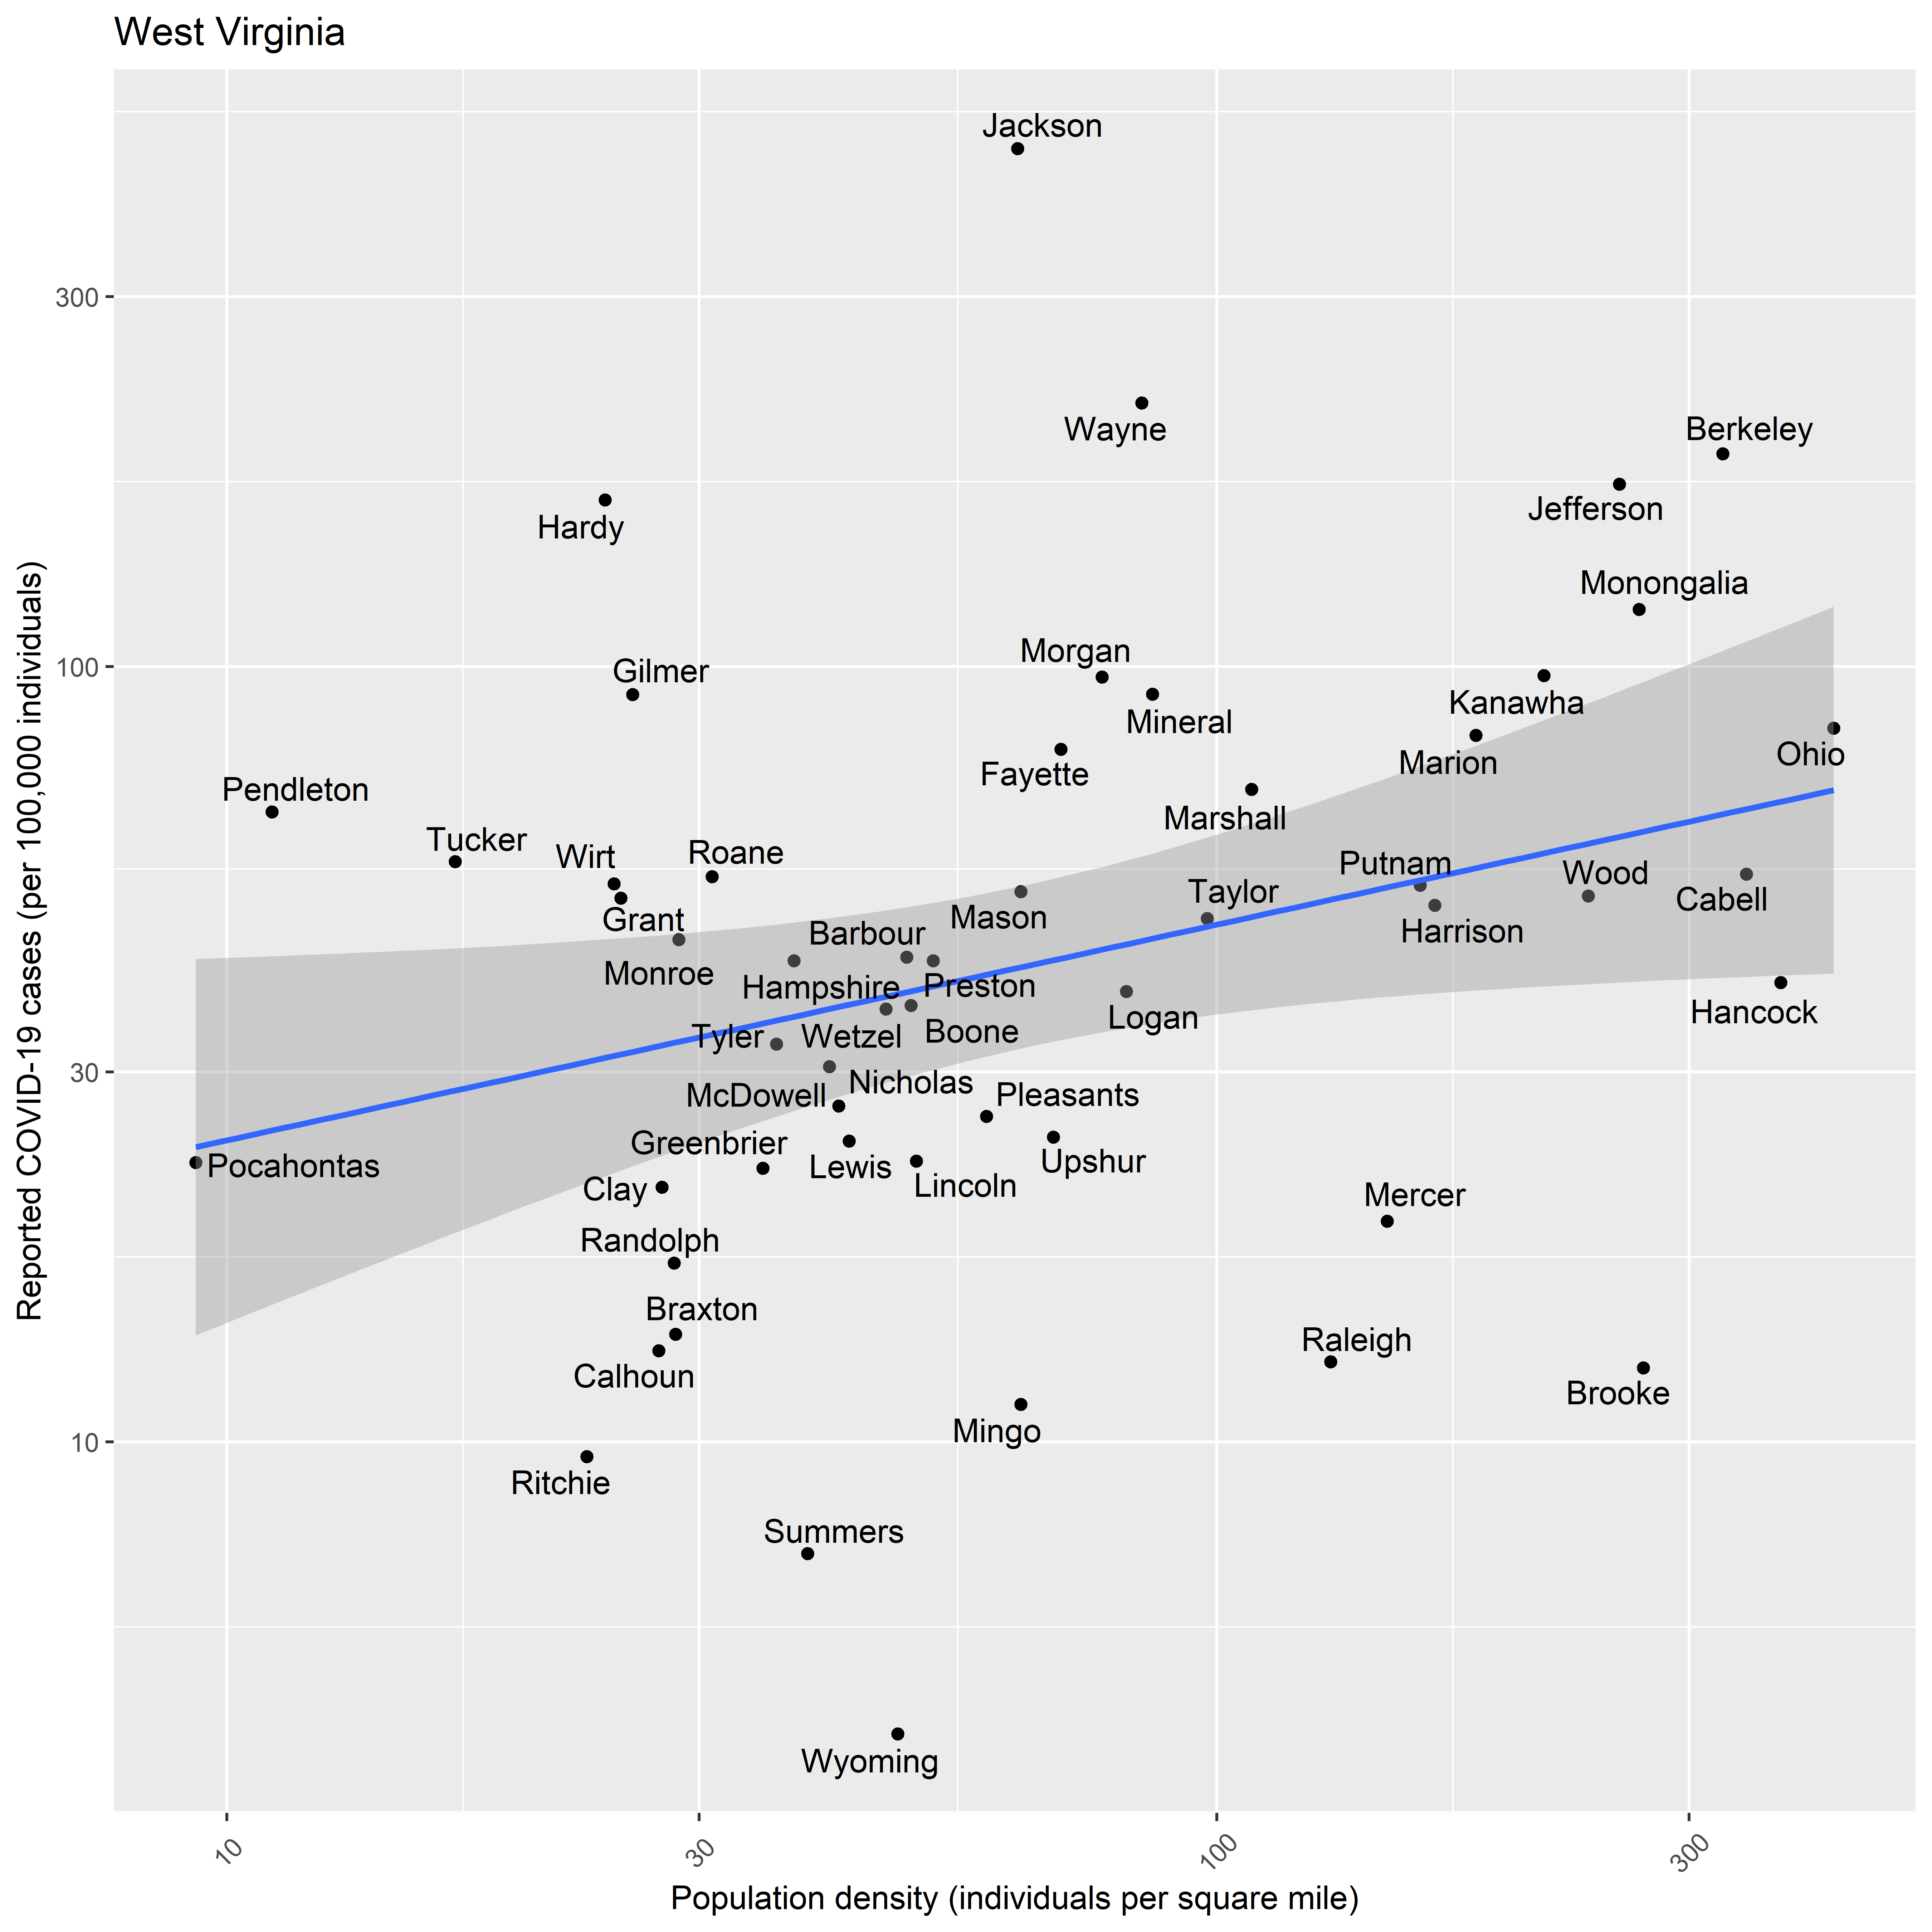 West Virginia
Jackson
300
Wayne
Berkeley
Jefferson
Hardy
Monongalia
Morgan
100
Gilmer
Kanawha
Mineral
Marion
Ohio
Fayette
Pendleton
Marshall
Tucker
Wirt
Roane
Putnam
Wood
Taylor
Cabell
Grant
Mason
Harrison
Barbour
Monroe
Hampshire
Preston
Hancock
Logan
Boone
Tyler
Wetzel
30
Nicholas
McDowell
Pleasants
Greenbrier
Upshur
Pocahontas
Lewis
Lincoln
Clay
Mercer
Randolph
Braxton
Raleigh
Calhoun
Brooke
Mingo
10
Ritchie
Summers
Wyoming
Reported COVID-19 cases (per 100,000 individuals)
10
30
100
300
Population density (individuals per square mile)